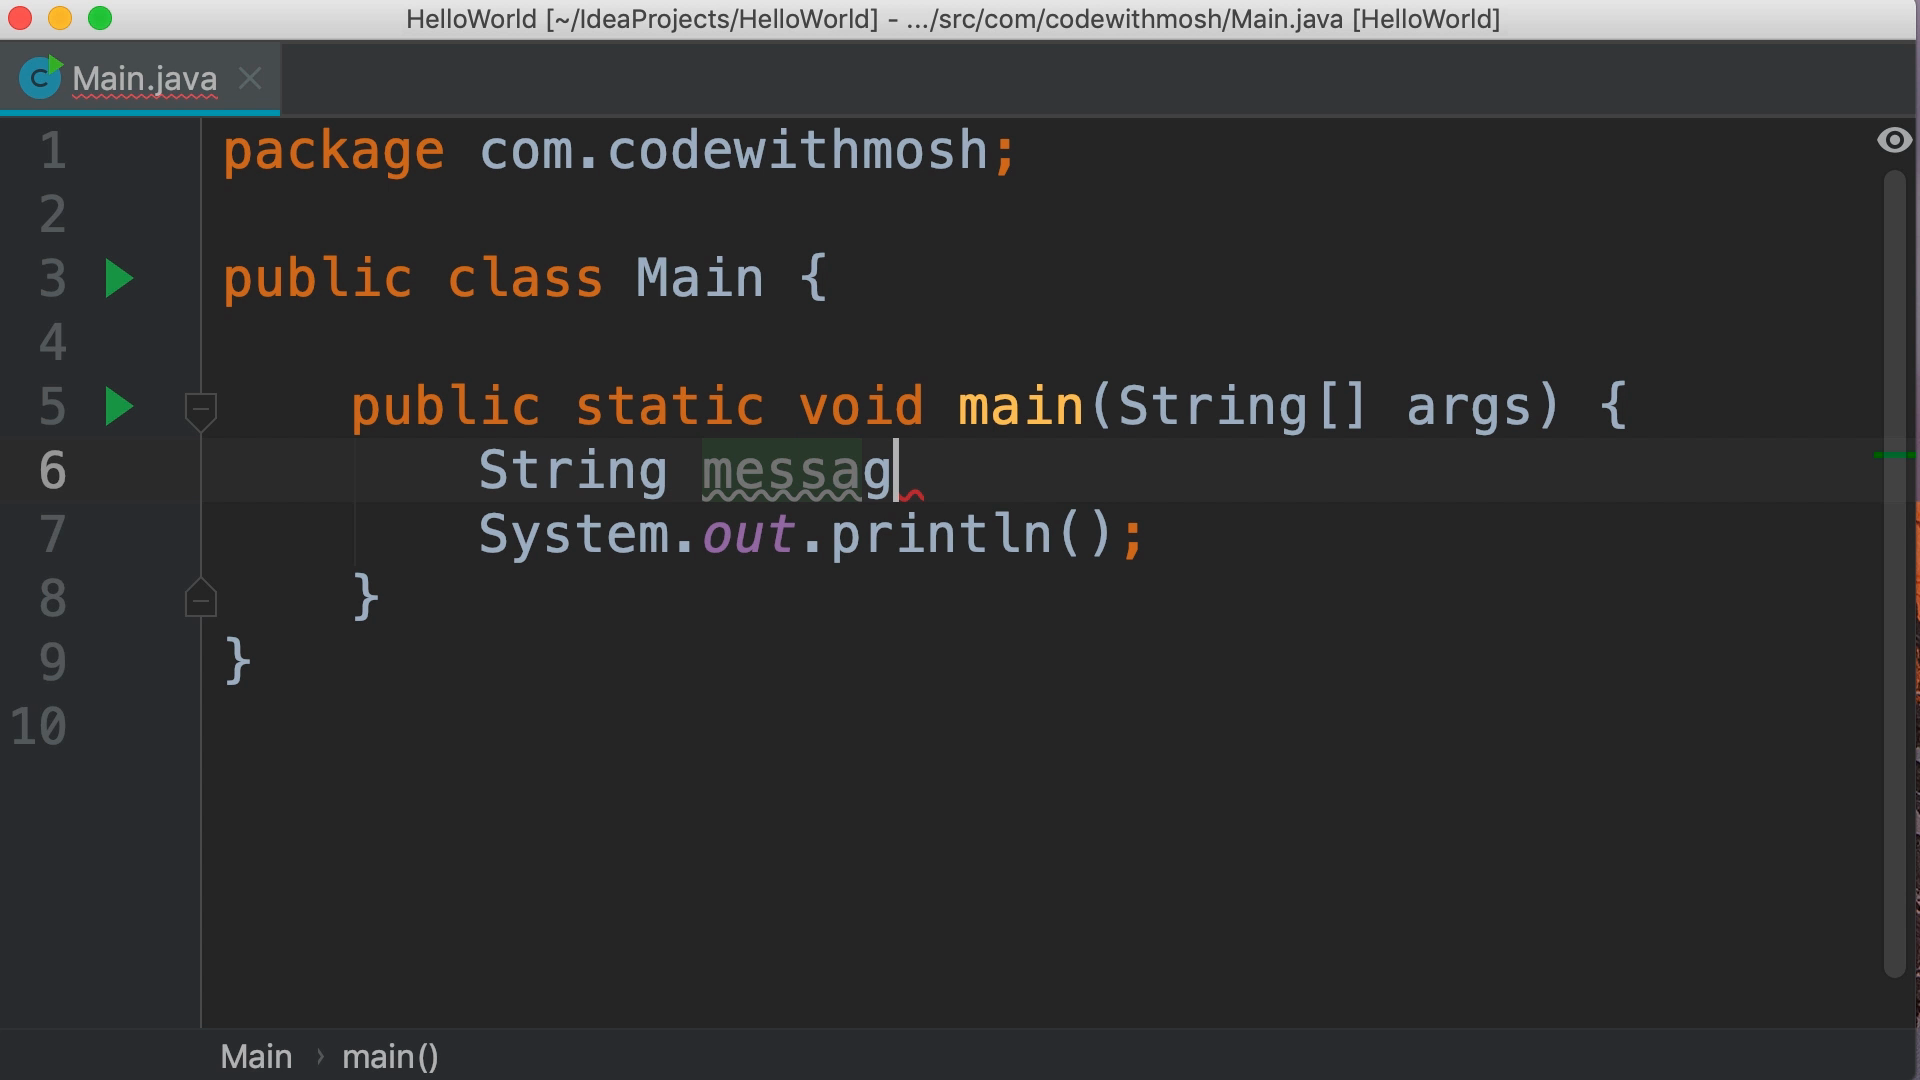 HelloWorld [~/IdeaProjects/HelloWorld] - .../src/com/codewithmosh/Main.java [HelloWorld]
C Main.java
1 package com.codewithmosh;
2
3 public class Main {
4
5 public static void main(String[] args) {
6 String messag
7 System.out.println();
8 }
9 }
10
Main › main()